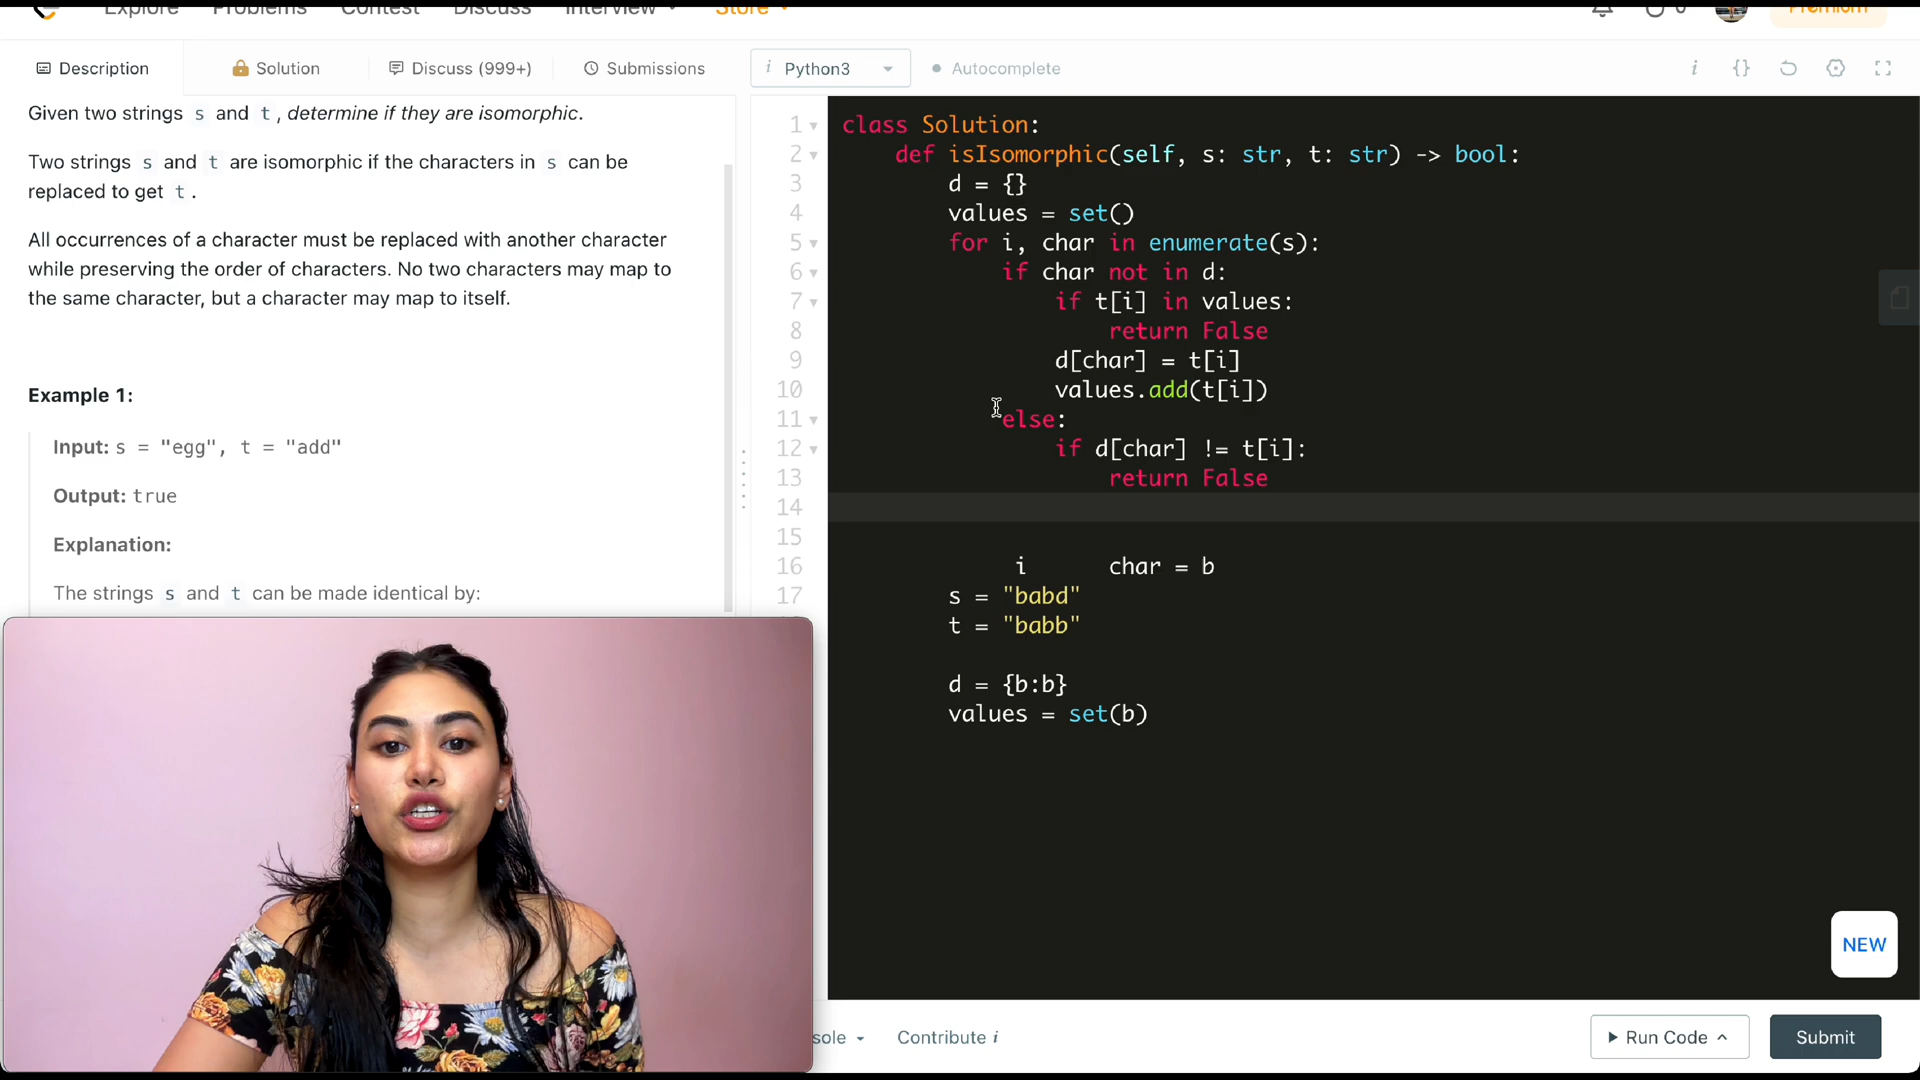 Explore Problems Contest Discuss Interview Store 0 Premium
Description Solution Discuss (999+) Submissions i Python3 Autocomplete i {}
Given two strings s and t, determine if they are isomorphic.
Two strings s and t are isomorphic if the characters in s can be
replaced to get t.
All occurrences of a character must be replaced with another character
while preserving the order of characters. No two characters may map to
the same character, but a character may map to itself.
Example 1:
Input: s = "egg", t = "add"
Output: true
Explanation:
The strings s and t can be made identical by:
1 class Solution:
2 def isIsomorphic(self, s: str, t: str) -> bool:
3 d = {}
4 values = set()
5 for i, char in enumerate(s):
6 if char not in d:
7 if t[i] in values:
8 return False
9 d[char] = t[i]
10 values.add(t[i])
11 else:
12 if d[char] != t[i]:
13 return False
14
15
16 i char = b
17 s = "babd"
t = "babb"
d = {b:b}
values = set(b)
NEW
sole Contribute i Run Code Submit